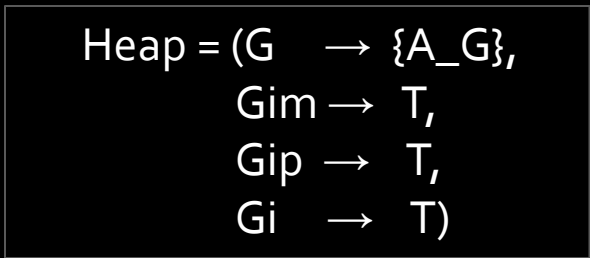 Heap = (G → {A_G},
Gim → T,
Gip → T,
Gi → T)